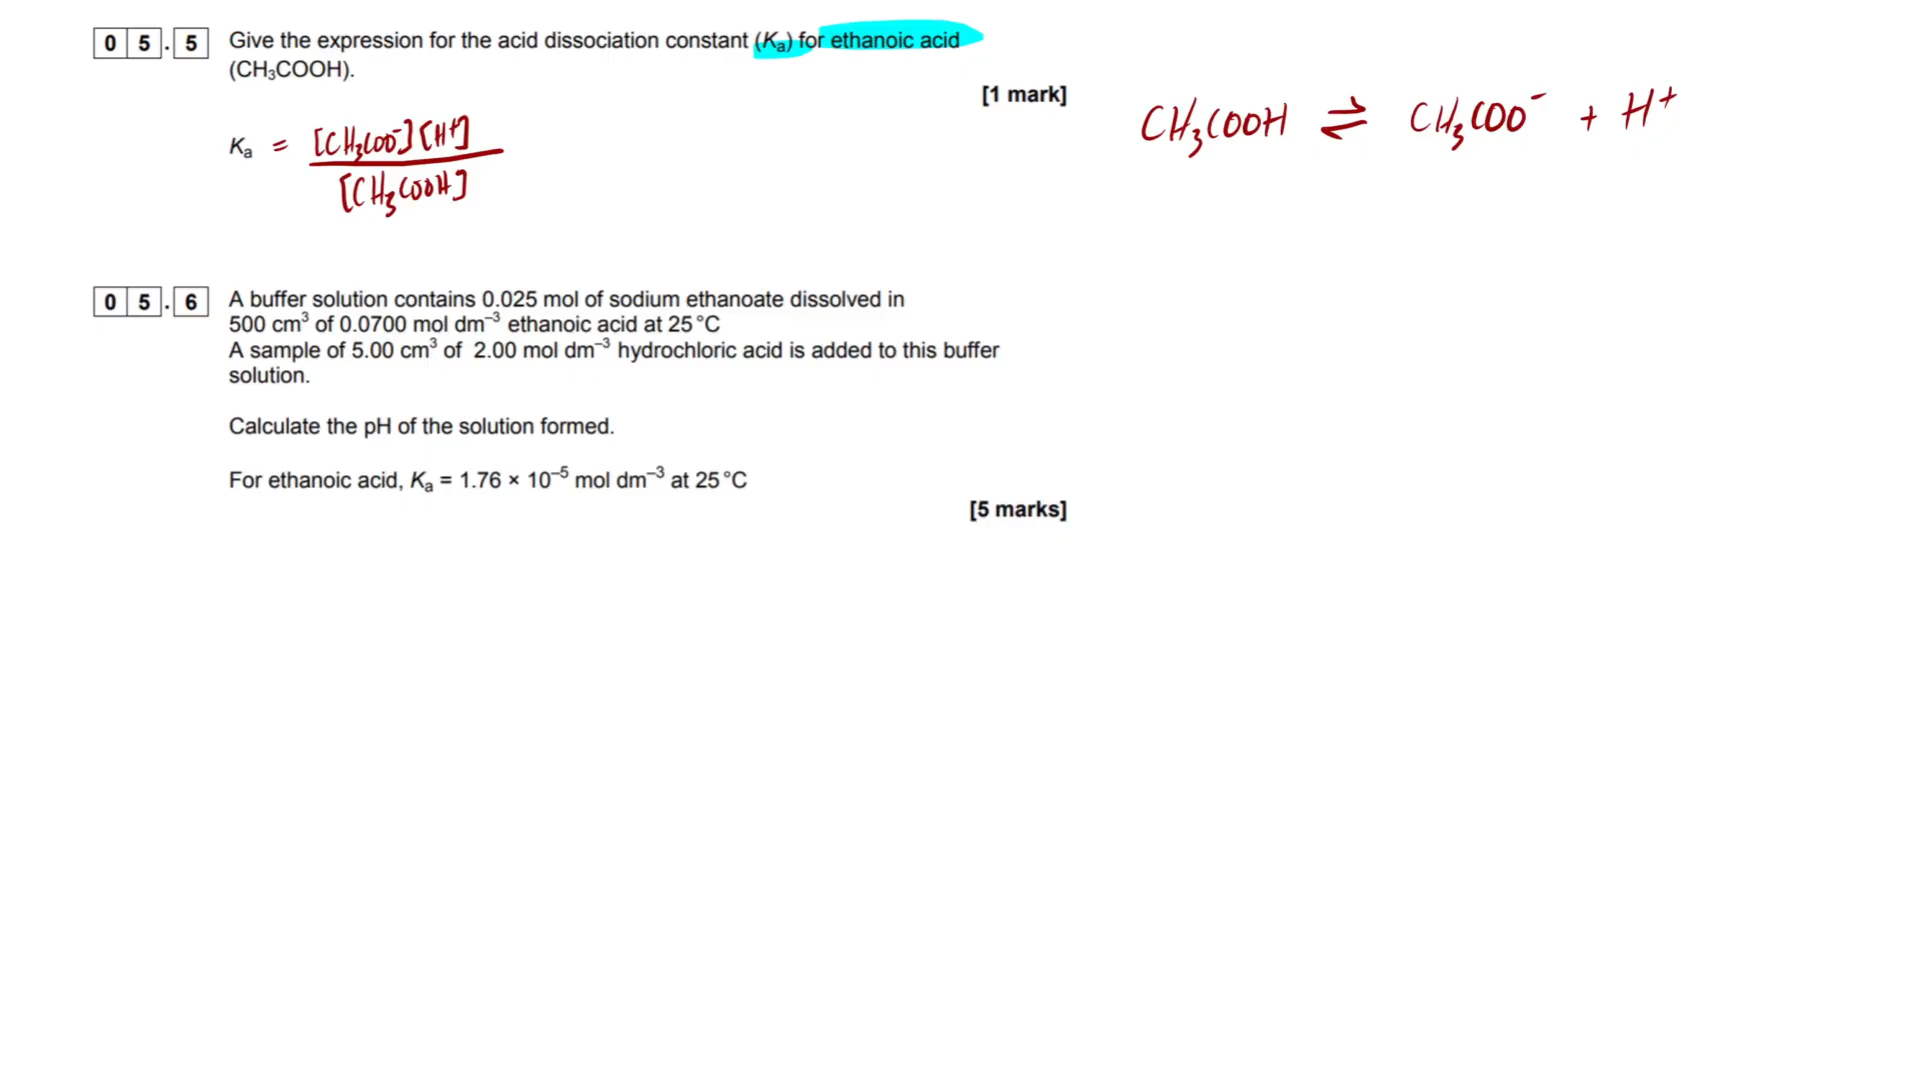 05.5 Give the expression for the acid dissociation constant (Kₐ) for ethanoic acid
(CH₃COOH).
[1 mark]
CH₃COOH ⇌ CH₃COO⁻ + H⁺
Kₐ = [CH₃COO⁻][H⁺]
[CH₃COOH]
05.6 A buffer solution contains 0.025 mol of sodium ethanoate dissolved in
500 cm³ of 0.0700 mol dm⁻³ ethanoic acid at 25 °C
A sample of 5.00 cm³ of 2.00 mol dm⁻³ hydrochloric acid is added to this buffer
solution.
Calculate the pH of the solution formed.
For ethanoic acid, Kₐ = 1.76 × 10⁻⁵ mol dm⁻³ at 25 °C
[5 marks]